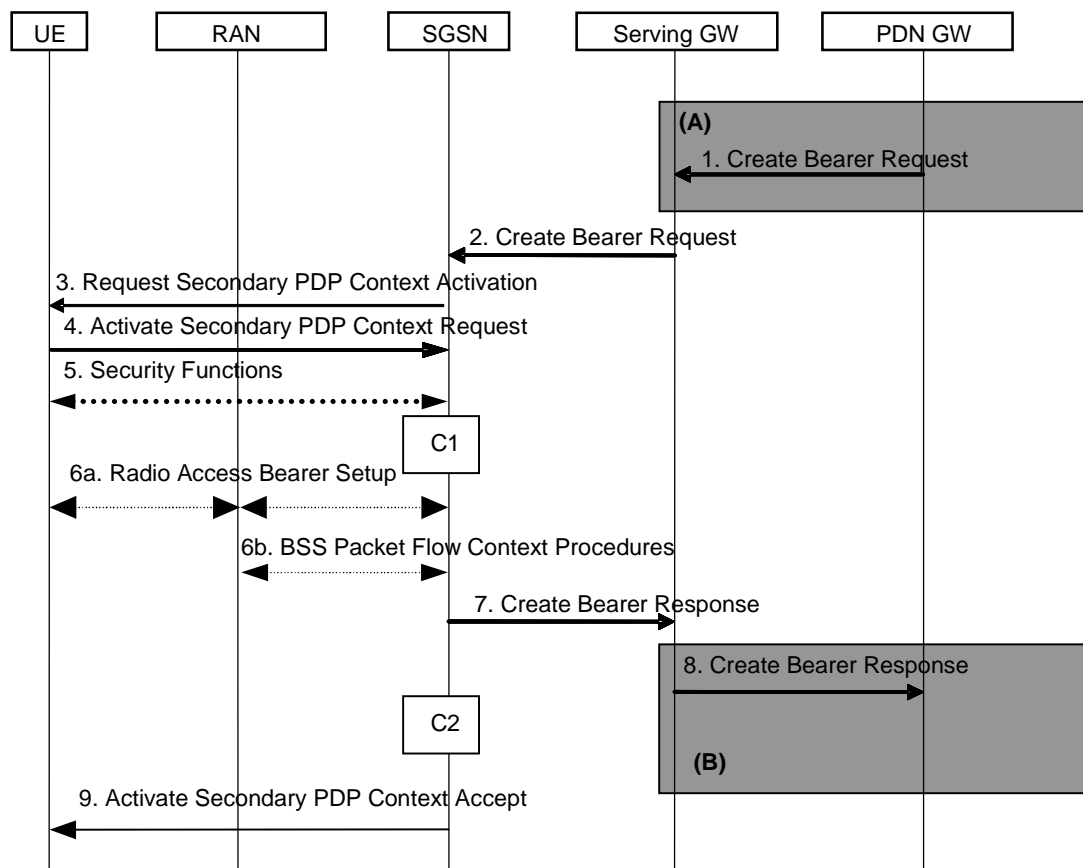 UE
RAN
SGSN
Serving GW
PDN GW
(A)
1. Create Bearer Request
2. Create Bearer Request
3. Request Secondary PDP Context Activation
4. Activate Secondary PDP Context Request
5. Security Functions
C1
6a. Radio Access Bearer Setup
6b. BSS Packet Flow Context Procedures
7. Create Bearer Response
8. Create Bearer Response
C2
(B)
9. Activate Secondary PDP Context Accept